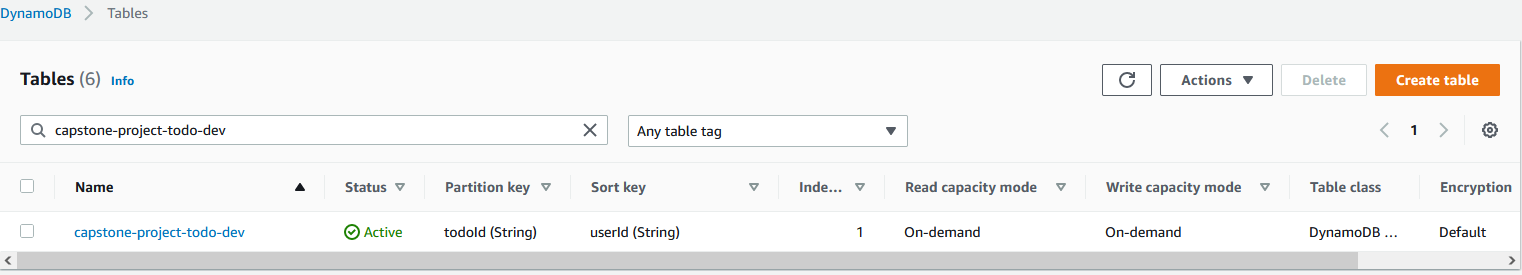 DynamoDB > Tables
Tables (6) Info Actions Delete Create table
capstone-project-todo-dev Any table tag 1
Name Status Partition key Sort key Inde... Read capacity mode Write capacity mode Table class Encryption
capstone-project-todo-dev Active todoId (String) userId (String) 1 On-demand On-demand DynamoDB ... Default